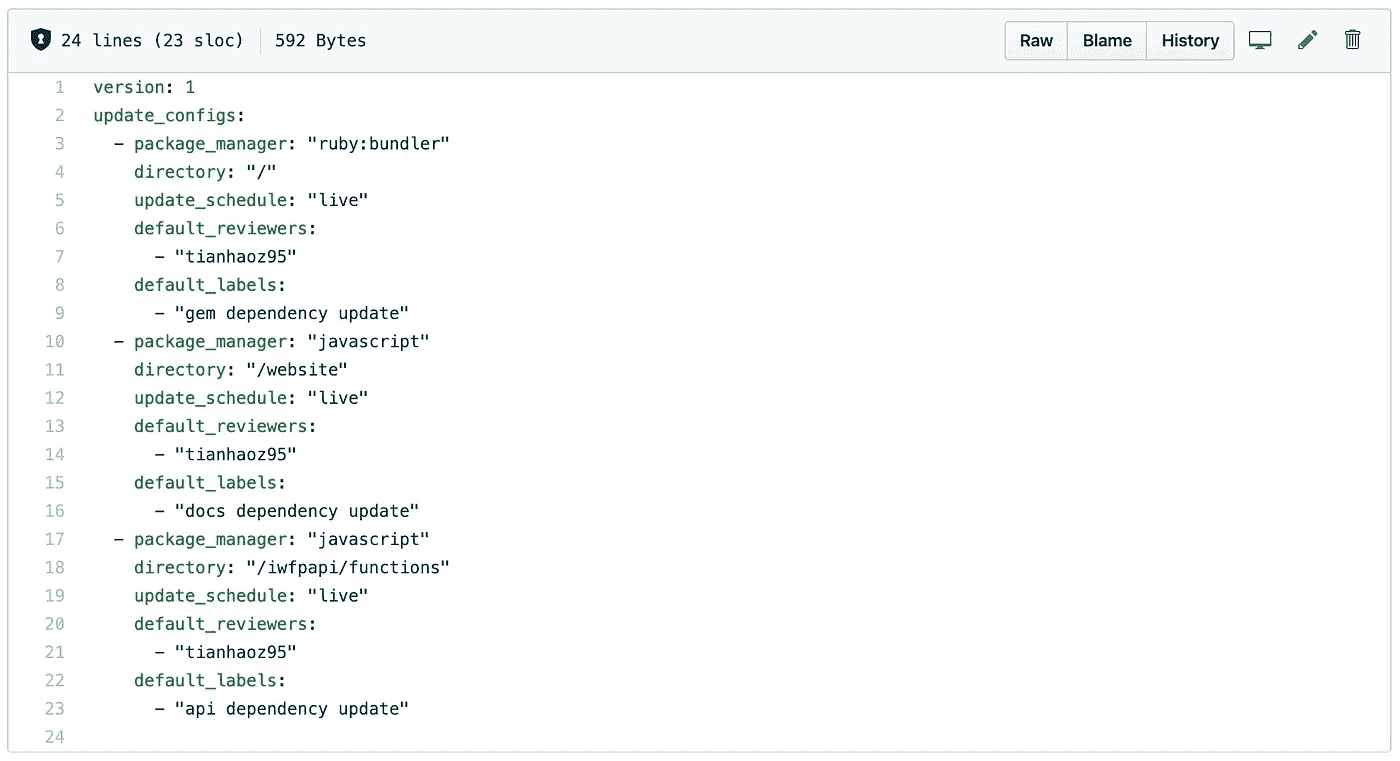 24 lines (23 sloc) 592 Bytes Raw Blame History
1 version: 1
2 update_configs:
3 - package_manager: "ruby:bundler"
4 directory: "/"
5 update_schedule: "live"
6 default_reviewers:
7 - "tianhaoz95"
8 default_labels:
9 - "gem dependency update"
10 - package_manager: "javascript"
11 directory: "/website"
12 update_schedule: "live"
13 default_reviewers:
14 - "tianhaoz95"
15 default_labels:
16 - "docs dependency update"
17 - package_manager: "javascript"
18 directory: "/iwfpapi/functions"
19 update_schedule: "live"
20 default_reviewers:
21 - "tianhaoz95"
22 default_labels:
23 - "api dependency update"
24